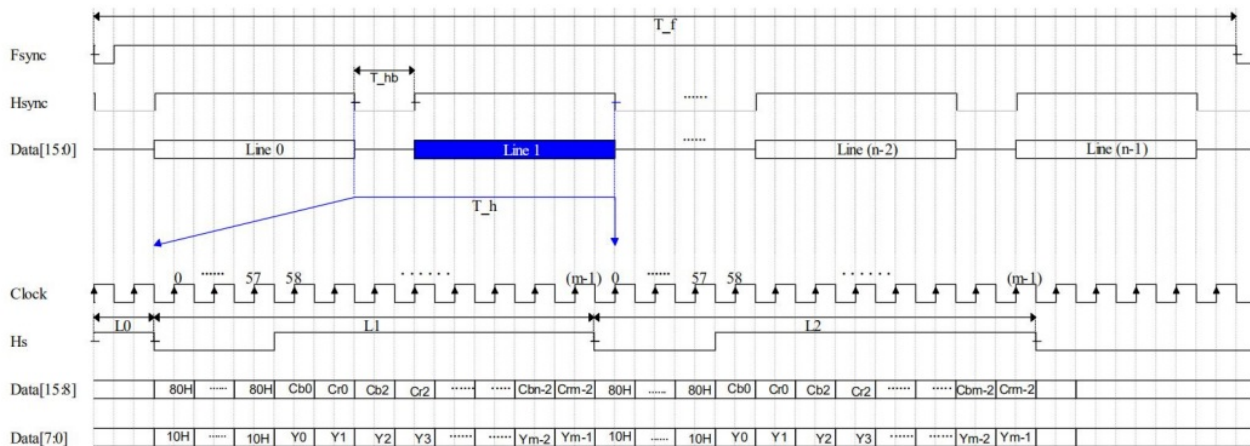 T_f
Fsync
T_hb
Hsync ......
Data[15:0] Line 0 Line 1 ...... Line (n-2) Line (n-1)
T_h
0 ...... 57 58 ...... (m-1) 0 ...... 57 58 ...... (m-1)
Clock
L0 L1 L2
Hs
Data[15:8] 80H ...... 80H Cb0 Cr0 Cb2 Cr2 ...... ...... Cbn-2 Crm-2 80H ...... 80H Cb0 Cr0 Cb2 Cr2 ...... ...... Cbm-2 Crm-2
Data[7:0] 10H ...... 10H Y0 Y1 Y2 Y3 ...... ...... Ym-2 Ym-1 10H ...... 10H Y0 Y1 Y2 Y3 ...... ...... Ym-2 Ym-1